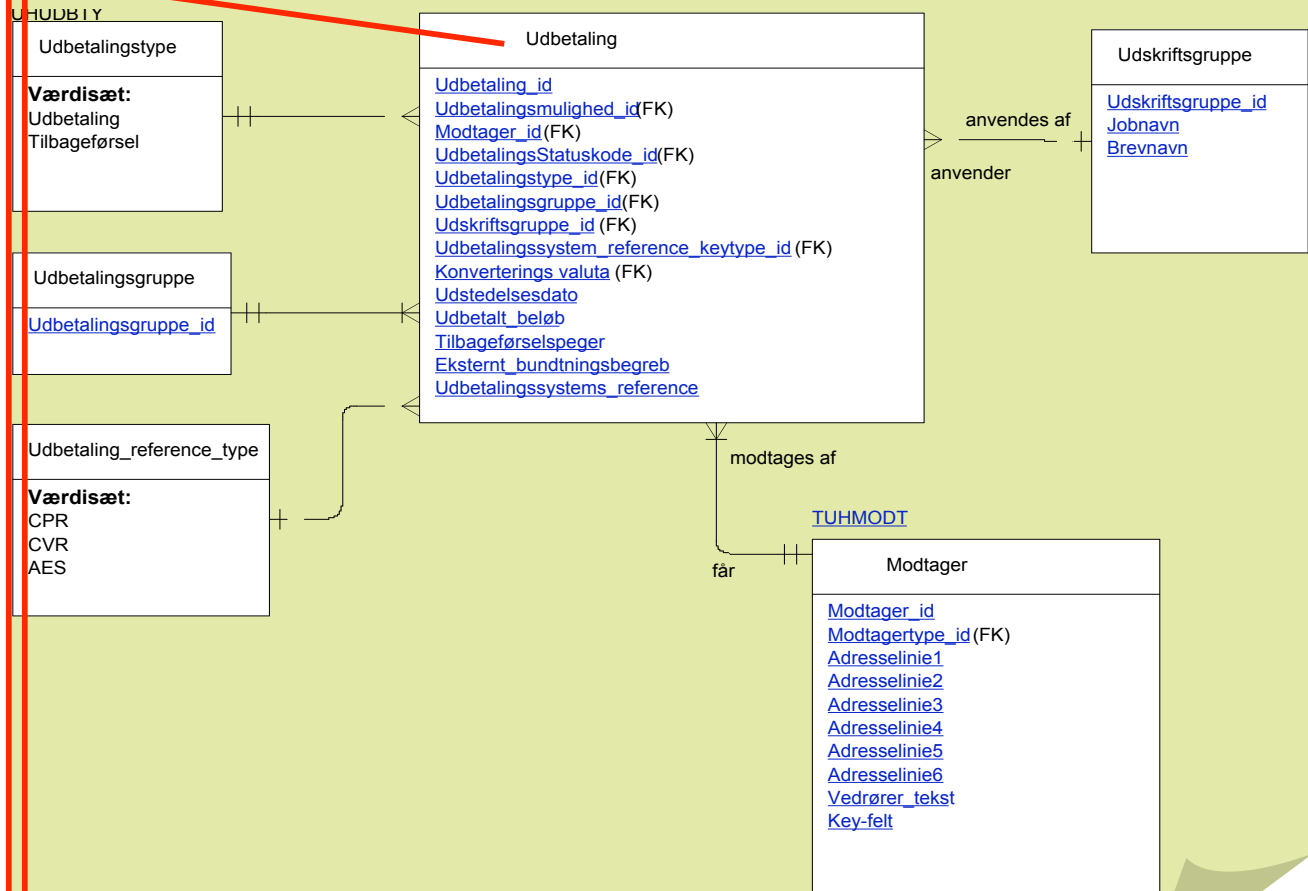 UHUDBTY
Udbetalingstype
Værdisæt:
Udbetaling
Tilbageførsel
Udbetalingsgruppe
Udbetalingsgruppe_id
Udbetaling_reference_type
Værdisæt:
CPR
CVR
AES
Udbetaling
Udbetaling_id
Udbetalingsmulighed_id(FK)
Modtager_id (FK)
UdbetalingsStatuskode_id(FK)
Udbetalingstype_id (FK)
Udbetalingsgruppe_id(FK)
Udskriftsgruppe_id (FK)
Udbetalingssystem_reference_keytype_id (FK)
Konverterings valuta (FK)
Udstedelsesdato
Udbetalt_beløb
Tilbageførselspeger
Eksternt_bundtningsbegreb
Udbetalingssystems_reference
anvendes af
anvender
Udskriftsgruppe
Udskriftsgruppe_id
Jobnavn
Brevnavn
modtages af
får
TUHMODT
Modtager
Modtager_id
Modtagertype_id (FK)
Adresselinie1
Adresselinie2
Adresselinie3
Adresselinie4
Adresselinie5
Adresselinie6
Vedrører_tekst
Key-felt